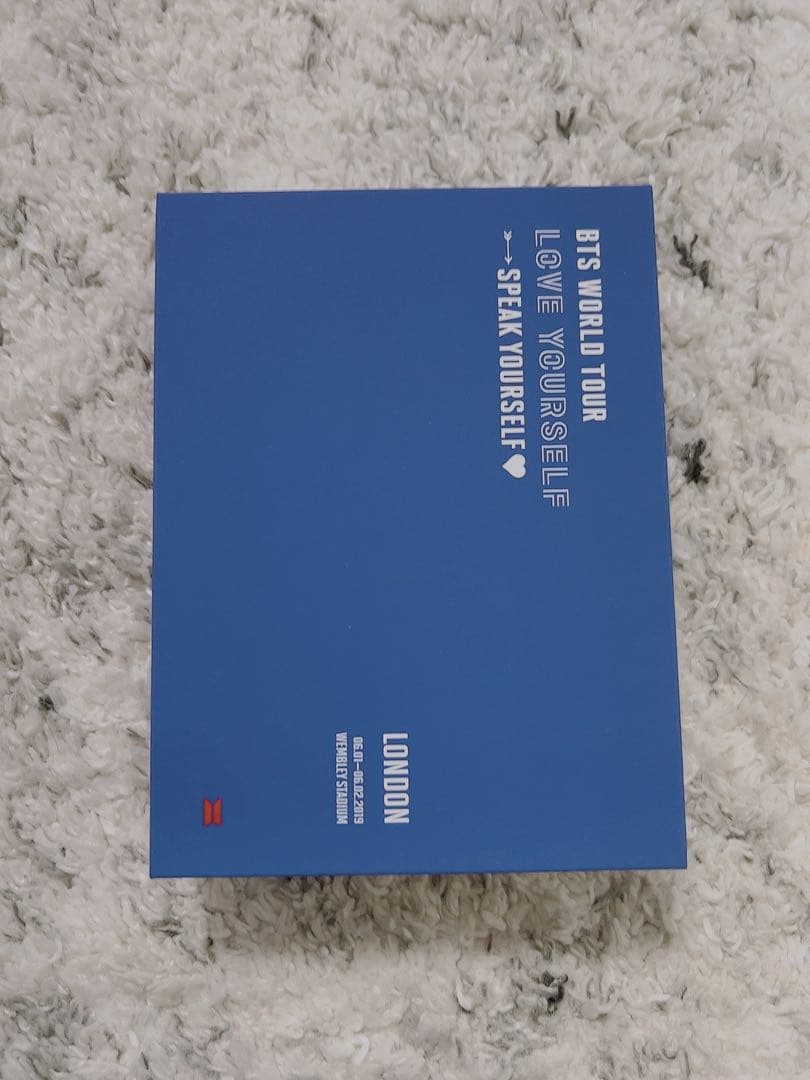 BTS WORLD TOUR
LOVE YOURSELF
SPEAK YOURSELF
LONDON
06.01—06.02.2019
WEMBLEY STADIUM